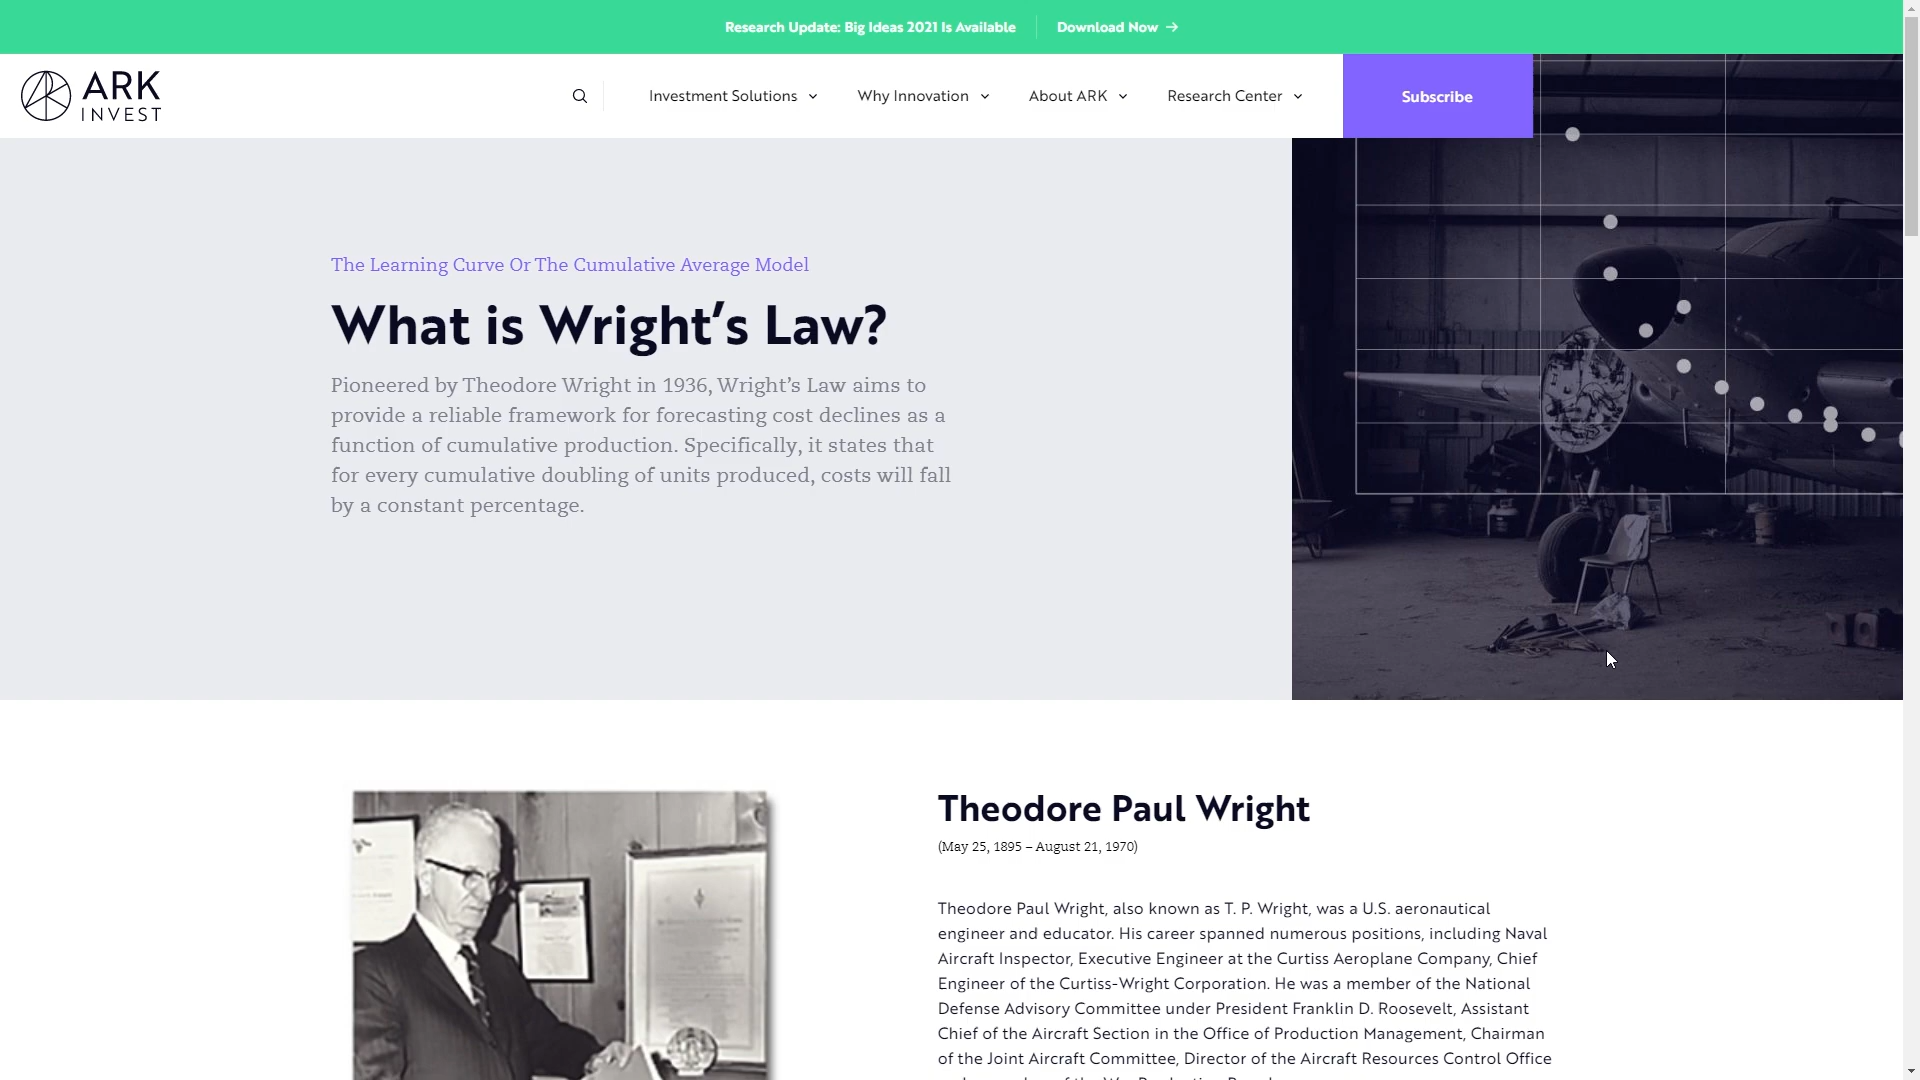 Research Update: Big Ideas 2021 Is Available
Download Now →
ARK
INVEST
Investment Solutions
Why Innovation
About ARK
Research Center
Subscribe
The Learning Curve Or The Cumulative Average Model
What is Wright’s Law?
Pioneered by Theodore Wright in 1936, Wright’s Law aims to
provide a reliable framework for forecasting cost declines as a
function of cumulative production. Specifically, it states that
for every cumulative doubling of units produced, costs will fall
by a constant percentage.
Theodore Paul Wright
(May 25, 1895 – August 21, 1970)
Theodore Paul Wright, also known as T. P. Wright, was a U.S. aeronautical
engineer and educator. His career spanned numerous positions, including Naval
Aircraft Inspector, Executive Engineer at the Curtiss Aeroplane Company, Chief
Engineer of the Curtiss-Wright Corporation. He was a member of the National
Defense Advisory Committee under President Franklin D. Roosevelt, Assistant
Chief of the Aircraft Section in the Office of Production Management, Chairman
of the Joint Aircraft Committee, Director of the Aircraft Resources Control Office